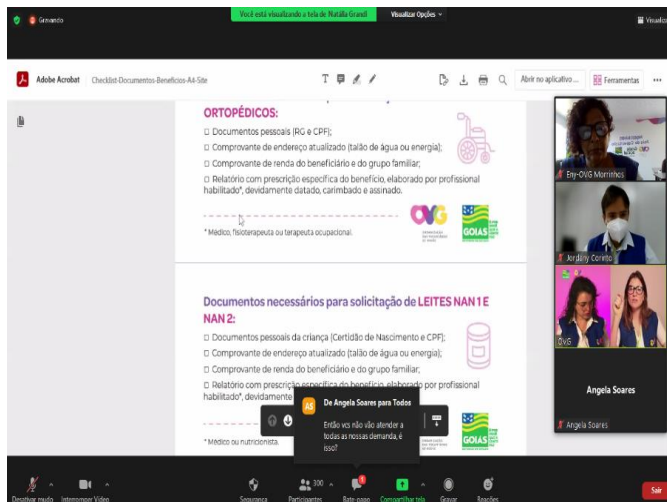 Gravando
Você está visualizando a tela de Natália Grandi
Visualizar Opções
Visualiza
Adobe Acrobat
Checklist-Documentos-Beneficios-A4-Site
Abrir no aplicativo ...
Ferramentas
ORTOPÉDICOS:
Documentos pessoais (RG e CPF);
Comprovante de endereço atualizado (talão de água ou energia);
Comprovante de renda do beneficiário e do grupo familiar;
Relatório com prescrição específica do benefício, elaborado por profissional
habilitado*, devidamente datado, carimbado e assinado.
OVG
GOIÁS
* Médico, fisioterapeuta ou terapeuta ocupacional.
Documentos necessários para solicitação de LEITES NAN 1 E
NAN 2:
Documentos pessoais da criança (Certidão de Nascimento e CPF);
Comprovante de endereço atualizado (talão de água ou energia);
Comprovante de renda do beneficiário e do grupo familiar;
Relatório com prescrição específica do benefício, elaborado por profissional
habilitado*, devidamente
* Médico ou nutricionista.
GOIÁS
AS
De Angela Soares para Todos
Então vcs não vão atender a
todas as nossas demanda, é
isso?
Eny-OVG Morrinhos
Jordany Corinto
OVG
Angela Soares
Angela Soares
Desativar mudo
Interromper Vídeo
Segurança
Participantes
300
Bate-papo
Compartilhar tela
Gravar
Reações
Sair